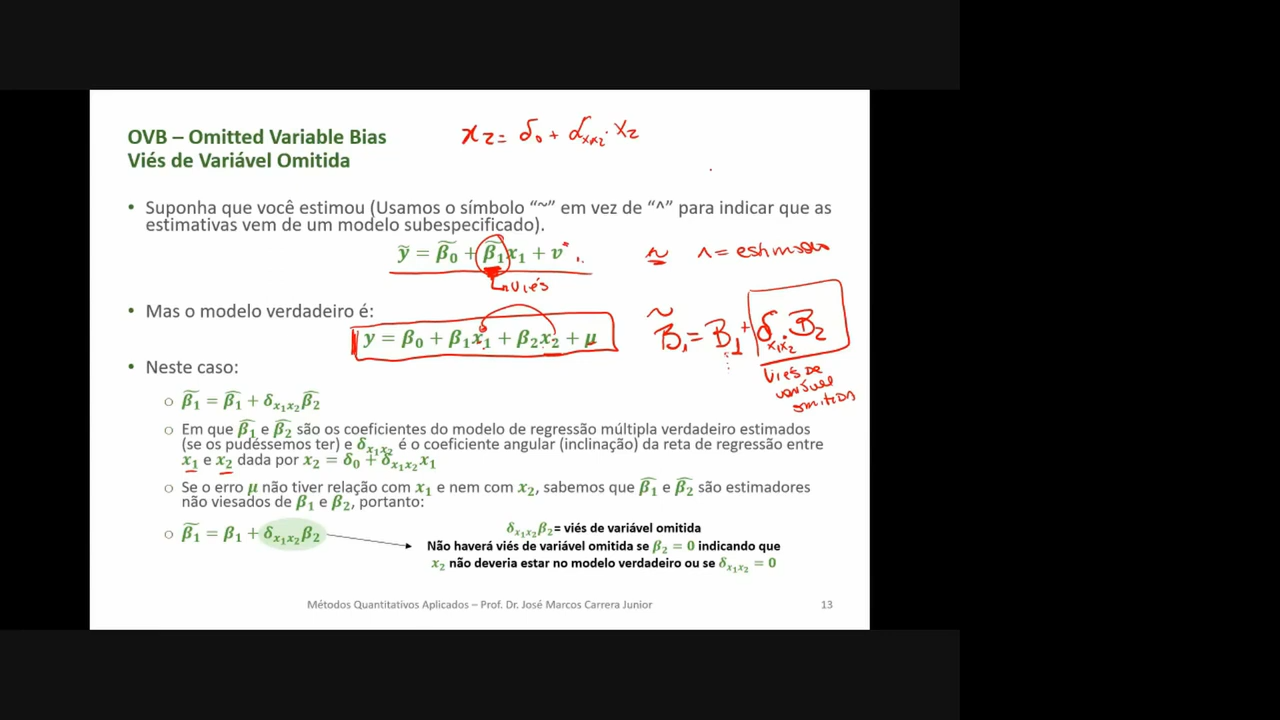 OVB – Omitted Variable Bias
Viés de Variável Omitida
x2 = δ0 + δx1x2 · x2
• Suponha que você estimou (Usamos o símbolo "~" em vez de "^" para indicar que as
estimativas vem de um modelo subespecificado).
ỹ = β̃0 + β̃1x1 + v
~ ^ = estimado
Viés
• Mas o modelo verdadeiro é:
y = β0 + β1x1 + β2x2 + μ
B̃1 = B1 + δx1x2 · B2
Viés de
variável
omitida
• Neste caso:
○ β̃1 = β̂1 + δx1x2β̂2
○ Em que β̂1 e β̂2 são os coeficientes do modelo de regressão múltipla verdadeiro estimados
(se os pudéssemos ter) e δx1x2 é o coeficiente angular (inclinação) da reta de regressão entre
x1 e x2 dada por x2 = δ0 + δx1x2x1
○ Se o erro μ não tiver relação com x1 e nem com x2, sabemos que β̂1 e β̂2 são estimadores
não viesados de β1 e β2, portanto:
○ β̃1 = β1 + δx1x2β2
δx1x2β2= viés de variável omitida
Não haverá viés de variável omitida se β2 = 0 indicando que
x2 não deveria estar no modelo verdadeiro ou se δx1x2 = 0
Métodos Quantitativos Aplicados – Prof. Dr. José Marcos Carrera Junior
13